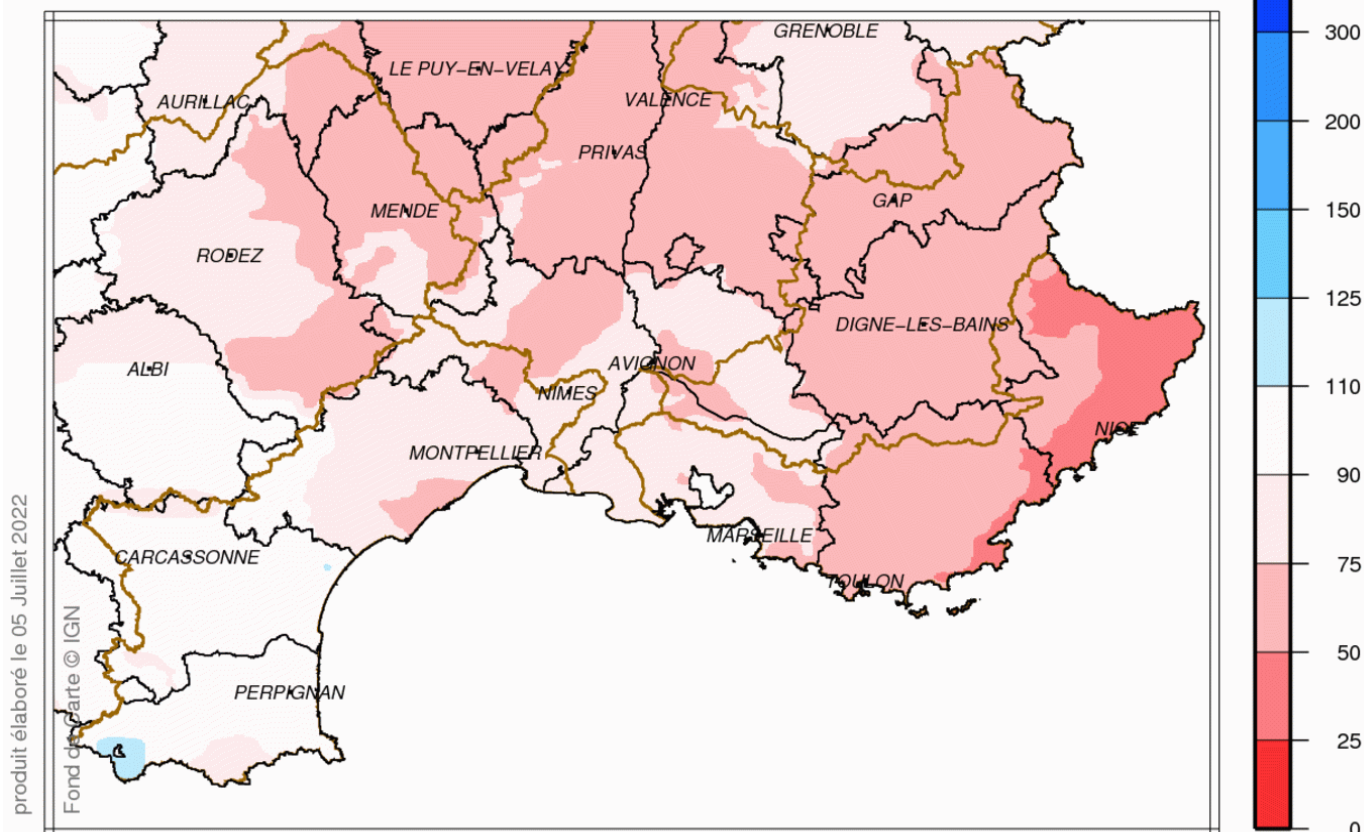 GRENOBLE
LE PUY-EN-VELAY
AURILLAC
VALENCE
PRIVAS
GAP
MENDE
RODEZ
DIGNE-LES-BAINS
ALBI
AVIGNON
NIMES
NICE
MONTPELLIER
MARSEILLE
CARCASSONNE
TOULON
PERPIGNAN
produit élaboré le 05 Juillet 2022
Fond de Carte © IGN
300
200
150
125
110
90
75
50
25
0